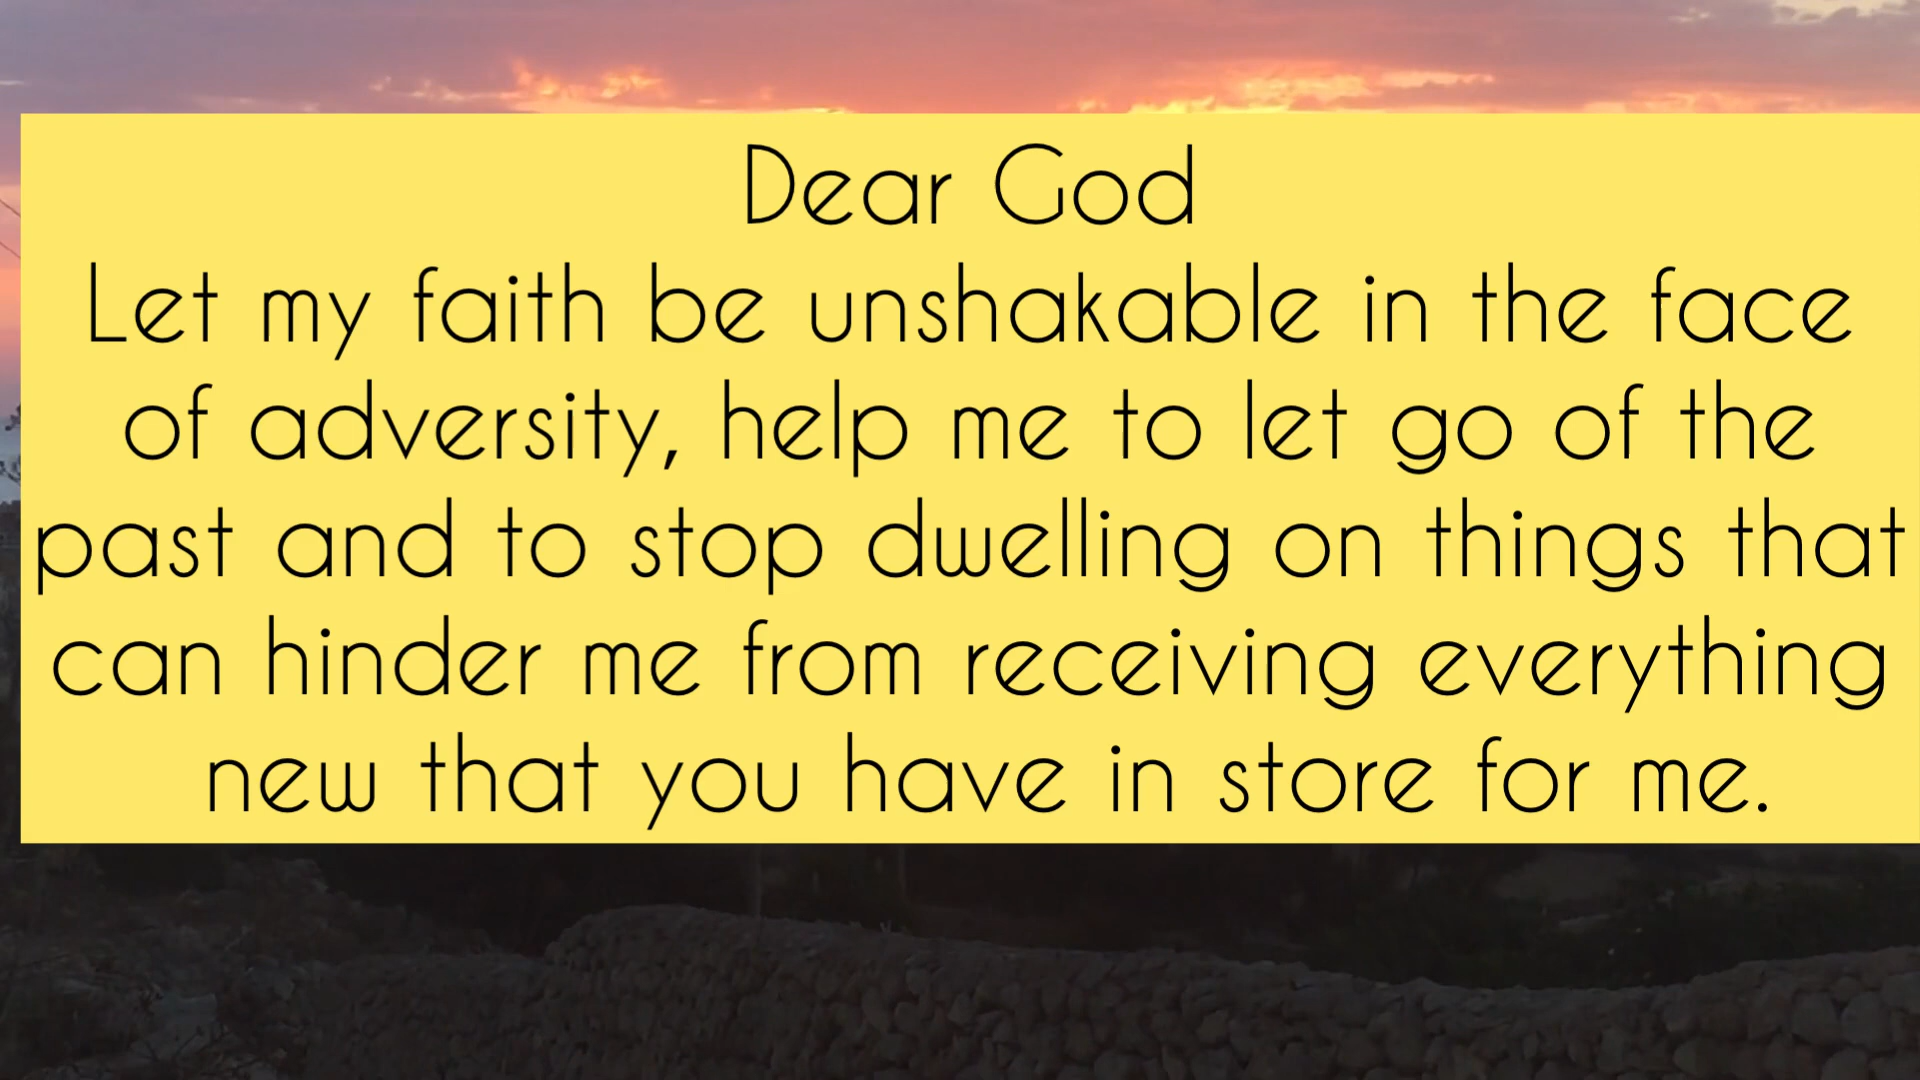 Dear God
Let my faith be unshakable in the face
of adversity, help me to let go of the
past and to stop dwelling on things that
can hinder me from receiving everything
new that you have in store for me.